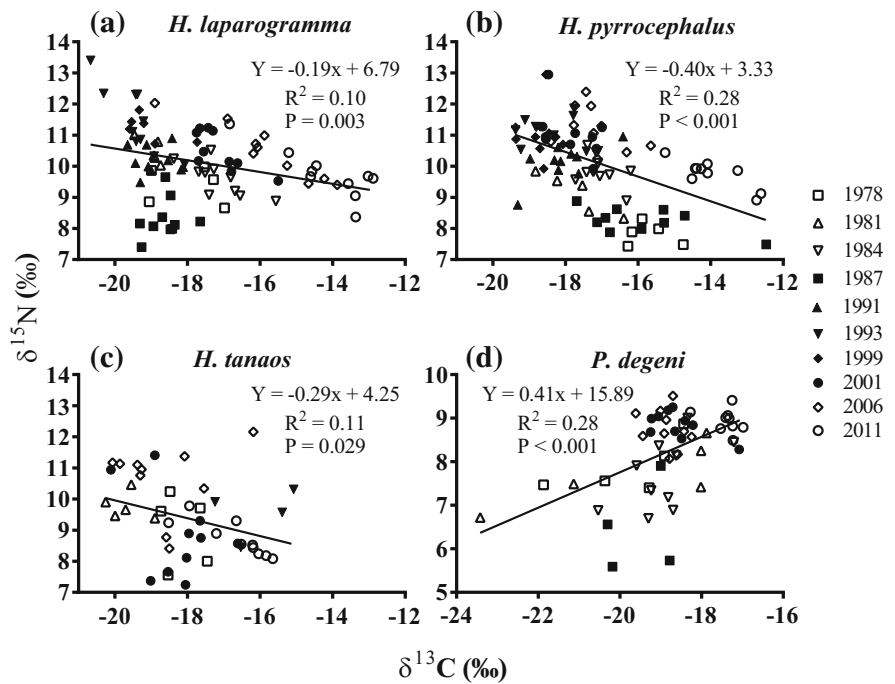 (a) H. laparogramma
14
13
12
11
10
9
8
7
Y = -0.19x + 6.79
R² = 0.10
P = 0.003
-20 -18 -16 -14 -12
(b) H. pyrrocephalus
14
13
12
11
10
9
8
7
Y = -0.40x + 3.33
R² = 0.28
P < 0.001
-20 -18 -16 -14 -12
(c) H. tanaos
14
13
12
11
10
9
8
7
Y = -0.29x + 4.25
R² = 0.11
P = 0.029
-20 -18 -16 -14 -12
(d) P. degeni
10
9
8
7
6
5
Y = 0.41x + 15.89
R² = 0.28
P < 0.001
-24 -22 -20 -18 -16
δ¹⁵N (‰)
δ¹³C (‰)
1978
1981
1984
1987
1991
1993
1999
2001
2006
2011